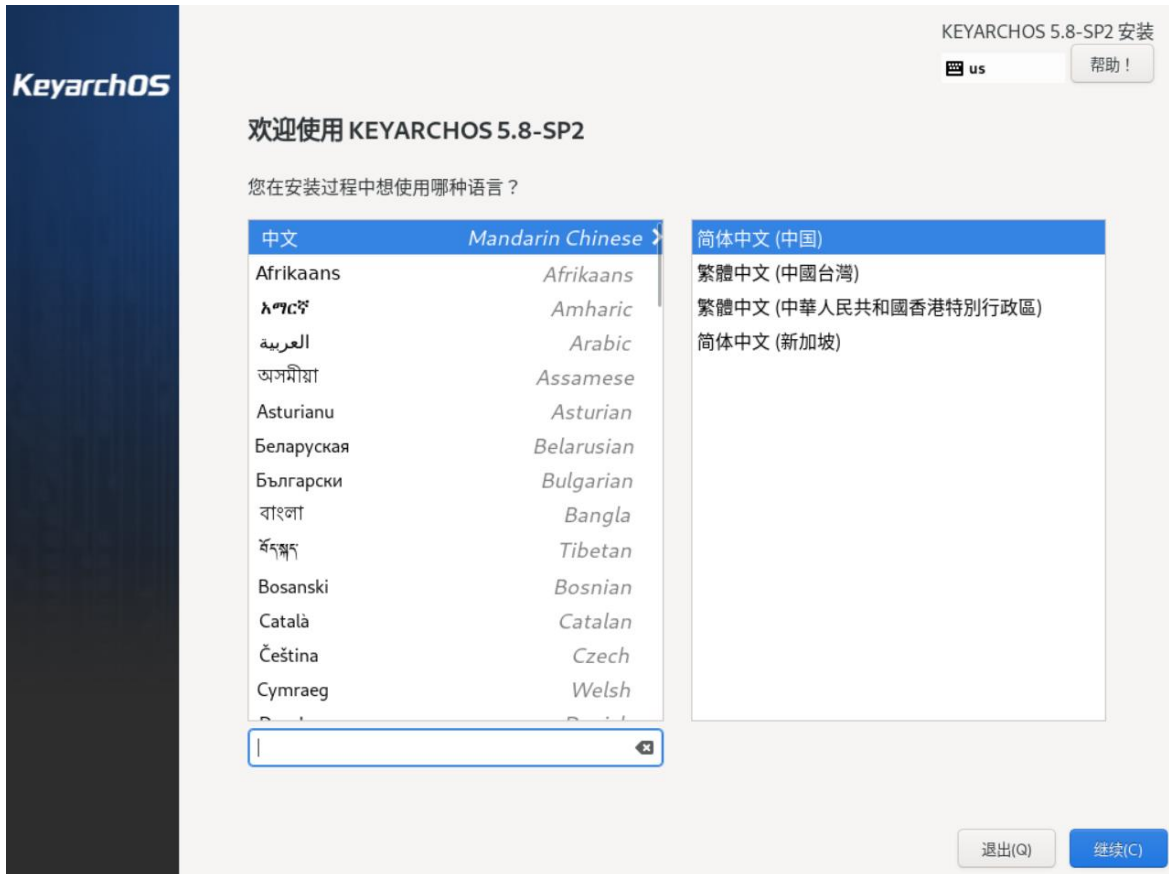 KeyarchOS
KEYARCHOS 5.8-SP2 安装
us
帮助！
欢迎使用 KEYARCHOS 5.8-SP2
您在安装过程中想使用哪种语言？
中文 Mandarin Chinese
Afrikaans Afrikaans
አማርኛ Amharic
العربية Arabic
অসমীয়া Assamese
Asturianu Asturian
Беларуская Belarusian
Български Bulgarian
বাংলা Bangla
བོད་སྐད་ Tibetan
Bosanski Bosnian
Català Catalan
Čeština Czech
Cymraeg Welsh
简体中文 (中国)
繁體中文 (中國台灣)
繁體中文 (中華人民共和國香港特別行政區)
简体中文 (新加坡)
退出(Q)
继续(C)